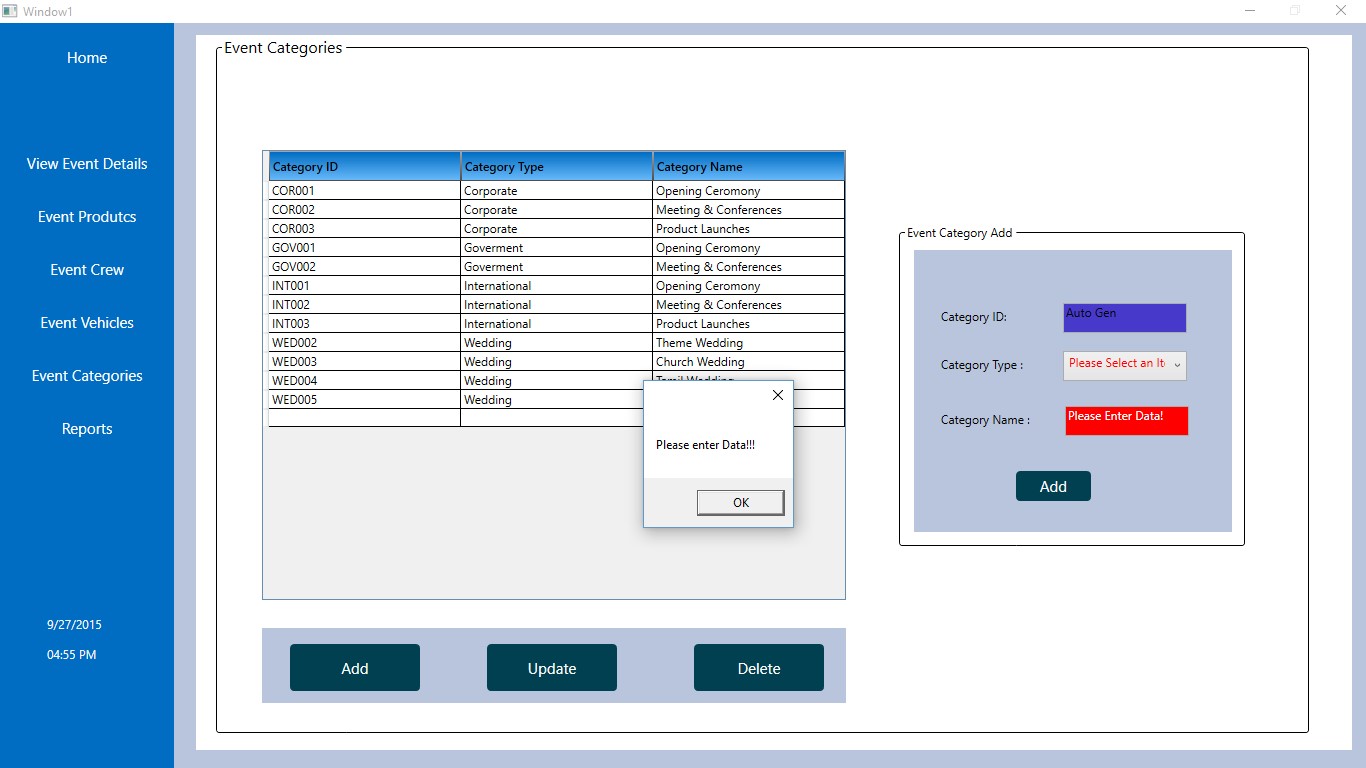 Window1
Home
View Event Details
Event Produtcs
Event Crew
Event Vehicles
Event Categories
Reports
9/27/2015
04:55 PM
Event Categories
Category ID Category Type Category Name
COR001 Corporate Opening Ceromony
COR002 Corporate Meeting & Conferences
COR003 Corporate Product Launches
GOV001 Goverment Opening Ceromony
GOV002 Goverment Meeting & Conferences
INT001 International Opening Ceromony
INT002 International Meeting & Conferences
INT003 International Product Launches
WED002 Wedding Theme Wedding
WED003 Wedding Church Wedding
WED004 Wedding Tamil Wedding
WED005 Wedding
Please enter Data!!!
OK
Add Update Delete
Event Category Add
Category ID: Auto Gen
Category Type : Please Select an It
Category Name : Please Enter Data!
Add